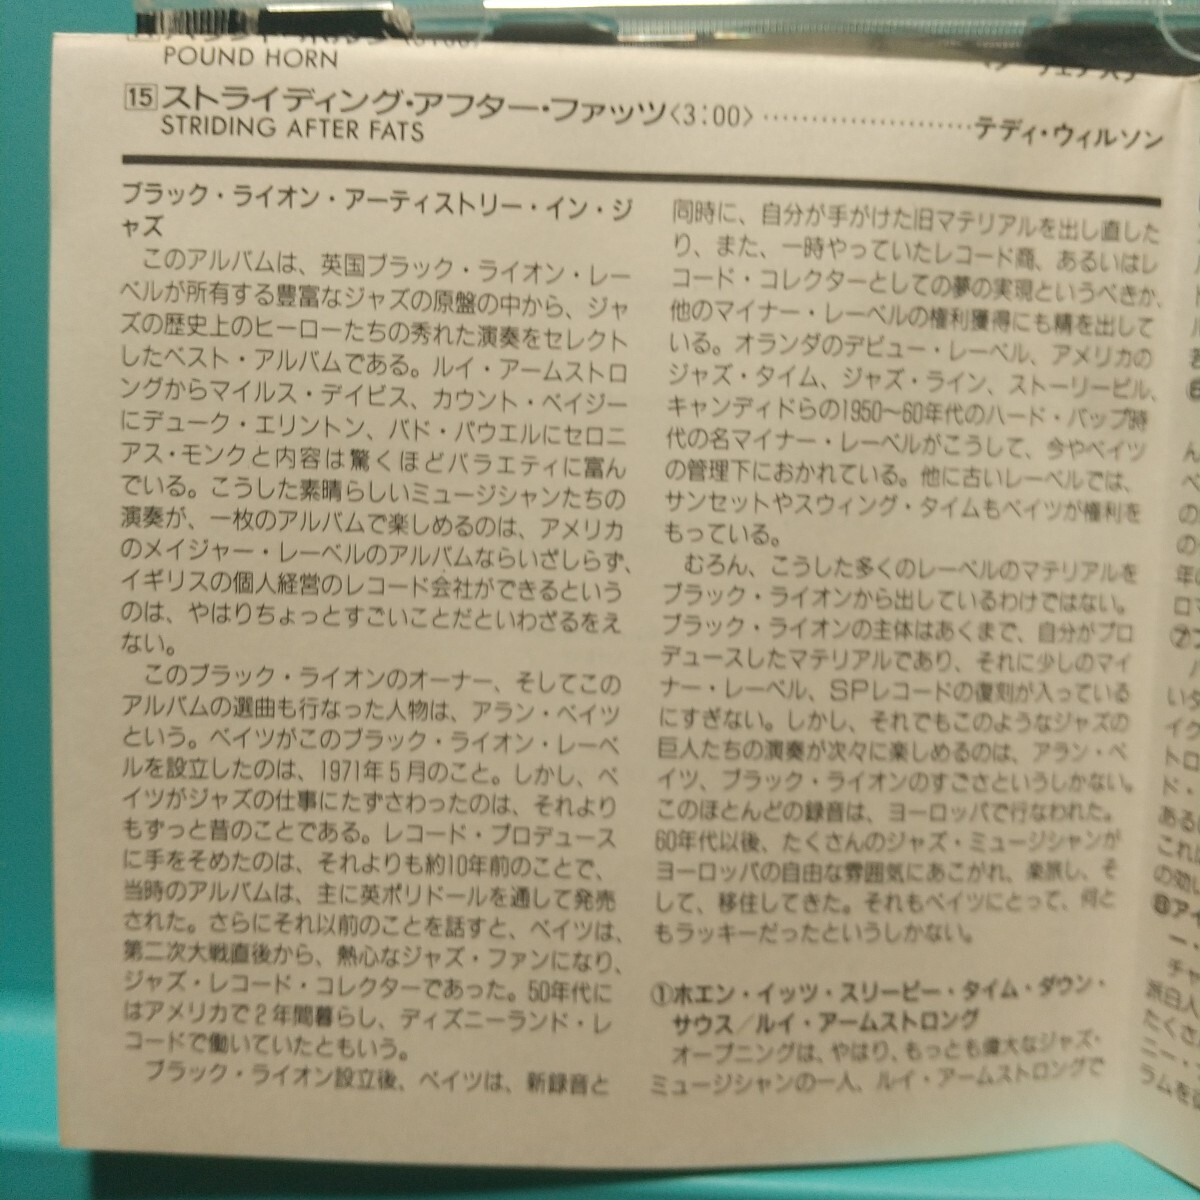 POUND HORN
15 ストライディング・アフター・ファッツ〈3:00〉……………………テディ・ウィルソン
STRIDING AFTER FATS
ブラック・ライオン・アーティストリー・イン・ジ
ャズ
このアルバムは、英国ブラック・ライオン・レー
ベルが所有する豊富なジャズの原盤の中から、ジャ
ズの歴史上のヒーローたちの秀れた演奏をセレクト
したベスト・アルバムである。ルイ・アームストロ
ングからマイルス・デイビス、カウント・ベイジー
にデューク・エリントン、バド・パウエルにセロニ
アス・モンクと内容は驚くほどバラエティに富ん
でいる。こうした素晴らしいミュージシャンたちの
演奏が、一枚のアルバムで楽しめるのは、アメリカ
のメイジャー・レーベルのアルバムならいざしらず、
イギリスの個人経営のレコード会社ができるという
のは、やはりちょっとすごいことだといわざるをえ
ない。
このブラック・ライオンのオーナー、そしてこの
アルバムの選曲も行なった人物は、アラン・ベイツ
という。ベイツがこのブラック・ライオン・レーベ
ルを設立したのは、1971年5月のこと。しかし、ベ
イツがジャズの仕事にたずさわったのは、それより
もずっと昔のことである。レコード・プロデュース
に手をそめたのは、それよりも約10年前のことで、
当時のアルバムは、主に英ポリドールを通して発売
された。さらにそれ以前のことを話すと、ベイツは、
第二次大戦直後から、熱心なジャズ・ファンになり、
ジャズ・レコード・コレクターであった。50年代に
はアメリカで2年間暮らし、ディズニーランド・レ
コードで働いていたともいう。
ブラック・ライオン設立後、ベイツは、新録音と
同時に、自分が手がけた旧マテリアルを出し直した
り、また、一時やっていたレコード商、あるいはレ
コード・コレクターとしての夢の実現というべきか、
他のマイナー・レーベルの権利獲得にも精を出して
いる。オランダのデビュー・レーベル、アメリカの
ジャズ・タイム、ジャズ・ライン、ストーリービル、
キャンディドらの1950〜60年代のハード・バップ時
代の名マイナー・レーベルがこうして、今やベイツ
の管理下におかれている。他に古いレーベルでは、
サンセットやスウィング・タイムもベイツが権利を
もっている。
むろん、こうした多くのレーベルのマテリアルを
ブラック・ライオンから出しているわけではない。
ブラック・ライオンの主体はあくまで、自分がプロ
デュースしたマテリアルであり、それに少しのマイ
ナー・レーベル、SPレコードの復刻が入っている
にすぎない。しかし、それでもこのようなジャズの
巨人たちの演奏が次々に楽しめるのは、アラン・ベ
イツ、ブラック・ライオンのすごさというしかない。
このほとんどの録音は、ヨーロッパで行なわれた。
60年代以後、たくさんのジャズ・ミュージシャンが
ヨーロッパの自由な雰囲気にあこがれ、楽旅し、そ
して、移住してきた。それもベイツにとって、何と
もラッキーだったというしかない。
①ホエン・イッツ・スリーピー・タイム・ダウン・
サウス／ルイ・アームストロング
オープニングは、やはり、もっとも偉大なジャズ・
ミュージシャンの一人、ルイ・アームストロングで